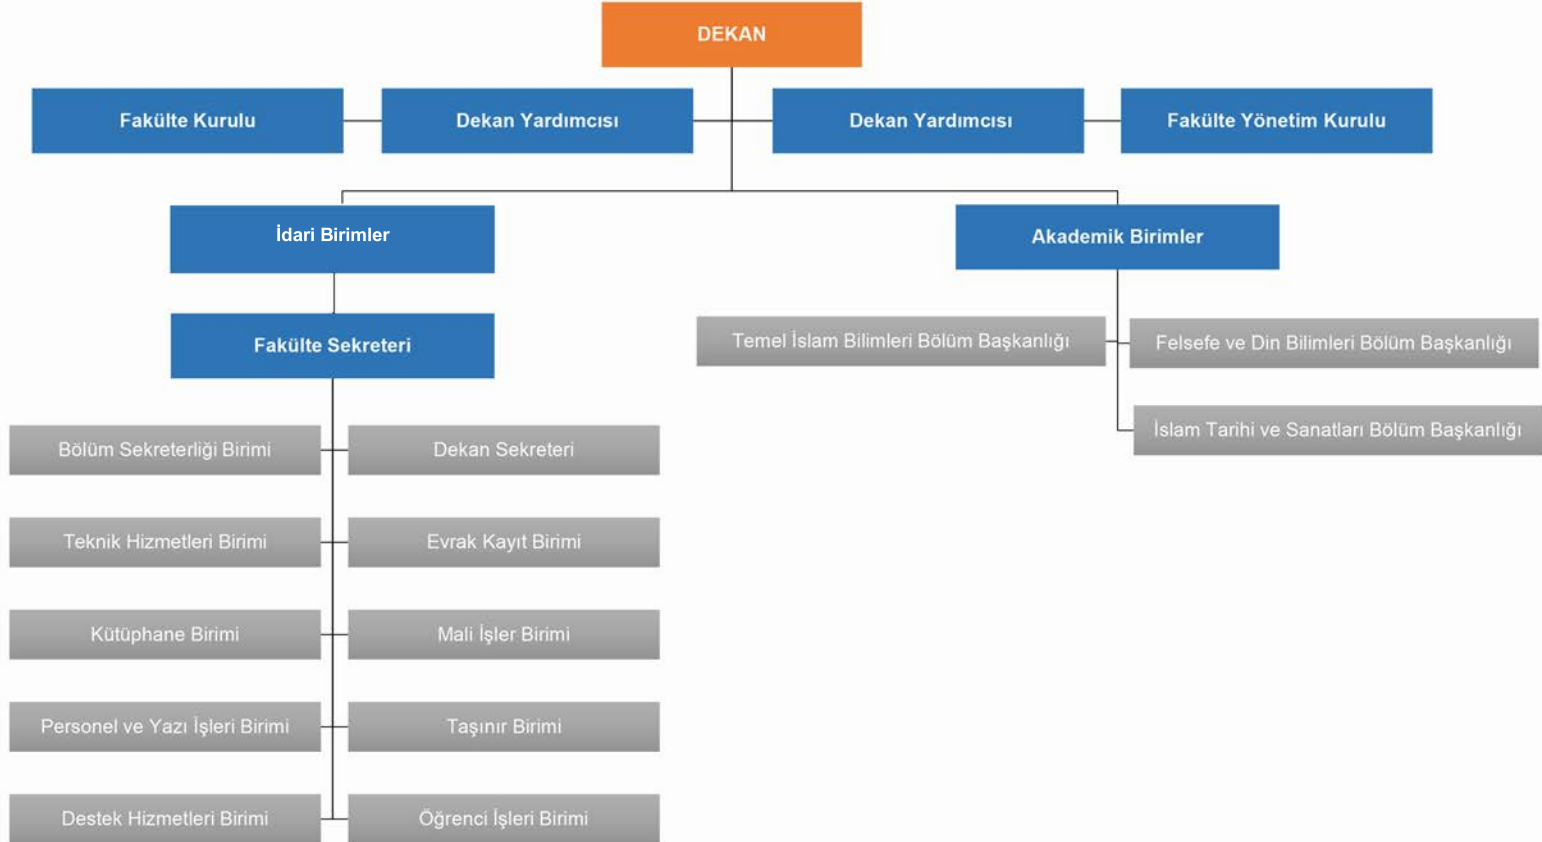 DEKAN
Fakülte Kurulu
Dekan Yardımcısı
Dekan Yardımcısı
Fakülte Yönetim Kurulu
İdari Birimler
Akademik Birimler
Fakülte Sekreteri
Temel İslam Bilimleri Bölüm Başkanlığı
Felsefe ve Din Bilimleri Bölüm Başkanlığı
İslam Tarihi ve Sanatları Bölüm Başkanlığı
Bölüm Sekreterliği Birimi
Dekan Sekreteri
Teknik Hizmetleri Birimi
Evrak Kayıt Birimi
Kütüphane Birimi
Mali İşler Birimi
Personel ve Yazı İşleri Birimi
Taşınır Birimi
Destek Hizmetleri Birimi
Öğrenci İşleri Birimi